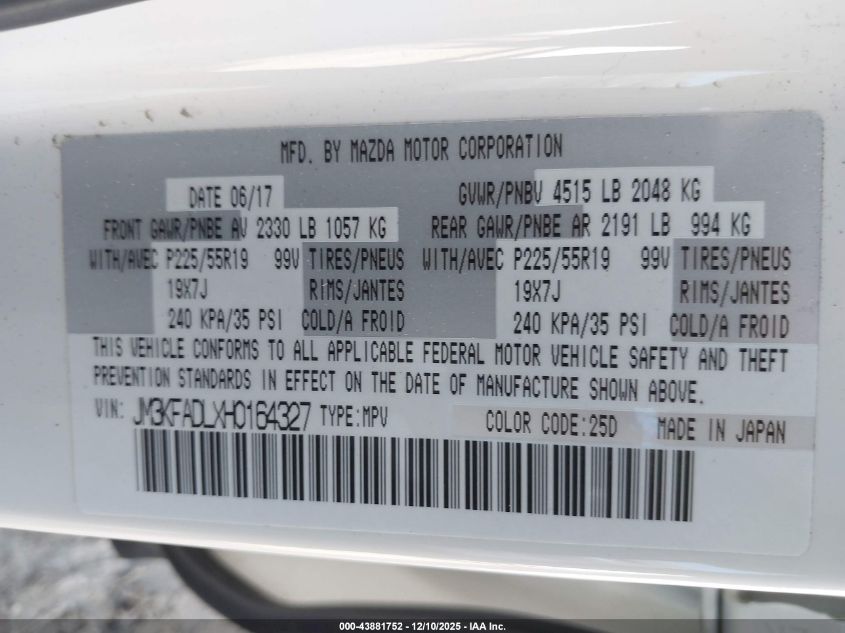 MFD. BY MAZDA MOTOR CORPORATION
DATE 06/17 GVWR/PNBV 4515 LB 2048 KG
FRONT GAWR/PNBE AV 2330 LB 1057 KG REAR GAWR/PNBE AR 2191 LB 994 KG
WITH/AVEC P225/55R19 99V TIRES/PNEUS WITH/AVEC P225/55R19 99V TIRES/PNEUS
19X7J RIMS/JANTES 19X7J RIMS/JANTES
240 KPA/35 PSI COLD/A FROID 240 KPA/35 PSI COLD/A FROID
THIS VEHICLE CONFORMS TO ALL APPLICABLE FEDERAL MOTOR VEHICLE SAFETY AND THEFT
PREVENTION STANDARDS IN EFFECT ON THE DATE OF MANUFACTURE SHOWN ABOVE.
VIN: JM3KFADLXH0164327 TYPE:MPV COLOR CODE:25D MADE IN JAPAN
000-43881752 - 12/10/2025 - IAA Inc.